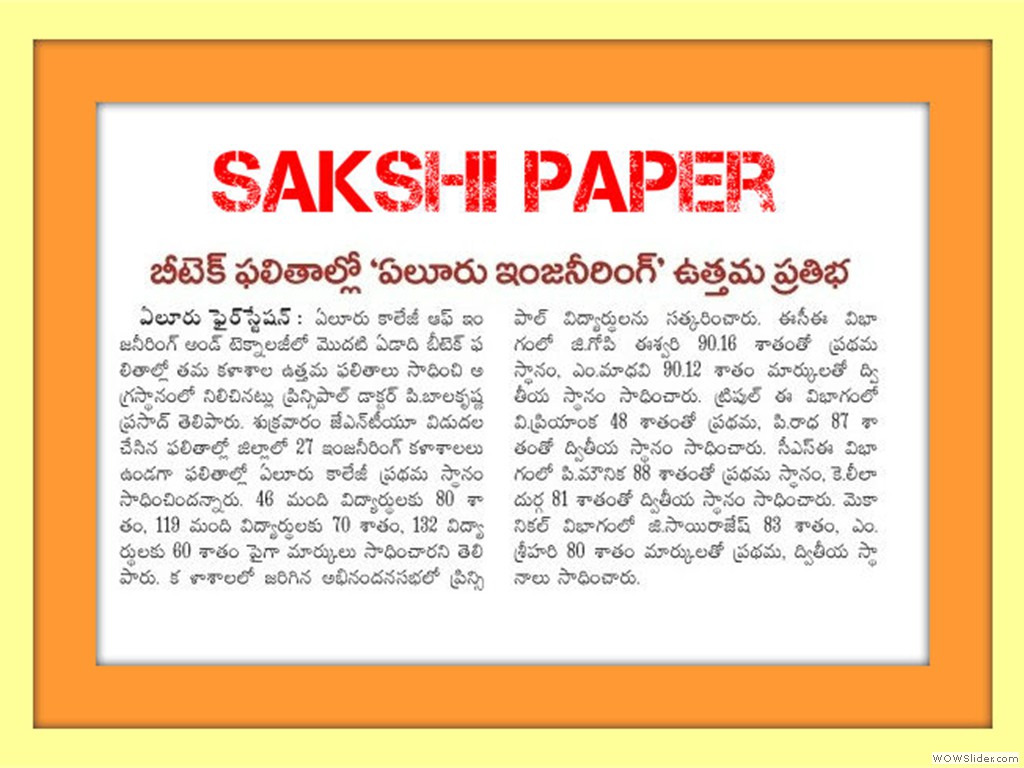 SAKSHI PAPER
బీటెక్ ఫలితాల్లో ‘ఏలూరు ఇంజనీరింగ్’ ఉత్తమ ప్రతిభ
ఏలూరు ఫైర్‌స్టేషన్ : ఏలూరు కాలేజీ ఆఫ్ ఇం
జనీరింగ్ అండ్ టెక్నాలజీలో మొదటి ఏడాది బీటెక్ ఫ
లితాల్లో తమ కళాశాల ఉత్తమ ఫలితాలు సాధించి అ
గ్రస్థానంలో నిలిచినట్లు ప్రిన్సిపాల్ డాక్టర్ పి.బాలకృష్ణ
ప్రసాద్ తెలిపారు. శుక్రవారం జేఎన్‌టీయూ విడుదల
చేసిన ఫలితాల్లో జిల్లాలో 27 ఇంజనీరింగ్ కళాశాలలు
ఉండగా ఫలితాల్లో ఏలూరు కాలేజీ ప్రథమ స్థానం
సాధించిందన్నారు. 46 మంది విద్యార్థులకు 80 శా
తం, 119 మంది విద్యార్థులకు 70 శాతం, 132 విద్యా
ర్థులకు 60 శాతం పైగా మార్కులు సాధించారని తెలి
పారు. క ళాశాలలో జరిగిన అభినందనసభలో ప్రిన్సి
పాల్ విద్యార్థులను సత్కరించారు. ఈసీఈ విభా
గంలో జి.గోపి ఈశ్వరి 90.16 శాతంతో ప్రథమ
స్థానం, ఎం.మాధవి 90.12 శాతం మార్కులతో ద్వి
తీయ స్థానం సాధించారు. ట్రిపుల్ ఈ విభాగంలో
వి.ప్రియాంక 48 శాతంతో ప్రథమ, పి.రాధ 87 శా
తంతో ద్వితీయ స్థానం సాధించారు. సీఎస్ఈ విభా
గంలో పి.మౌనిక 88 శాతంతో ప్రథమ స్థానం, కె.లీలా
దుర్గ 81 శాతంతో ద్వితీయ స్థానం సాధించారు. మెకా
నికల్ విభాగంలో జి.సాయిరాజేష్ 83 శాతం, ఎం.
శ్రీహరి 80 శాతం మార్కులతో ప్రథమ, ద్వితీయ స్థా
నాలు సాధించారు.
WOWSlider.com